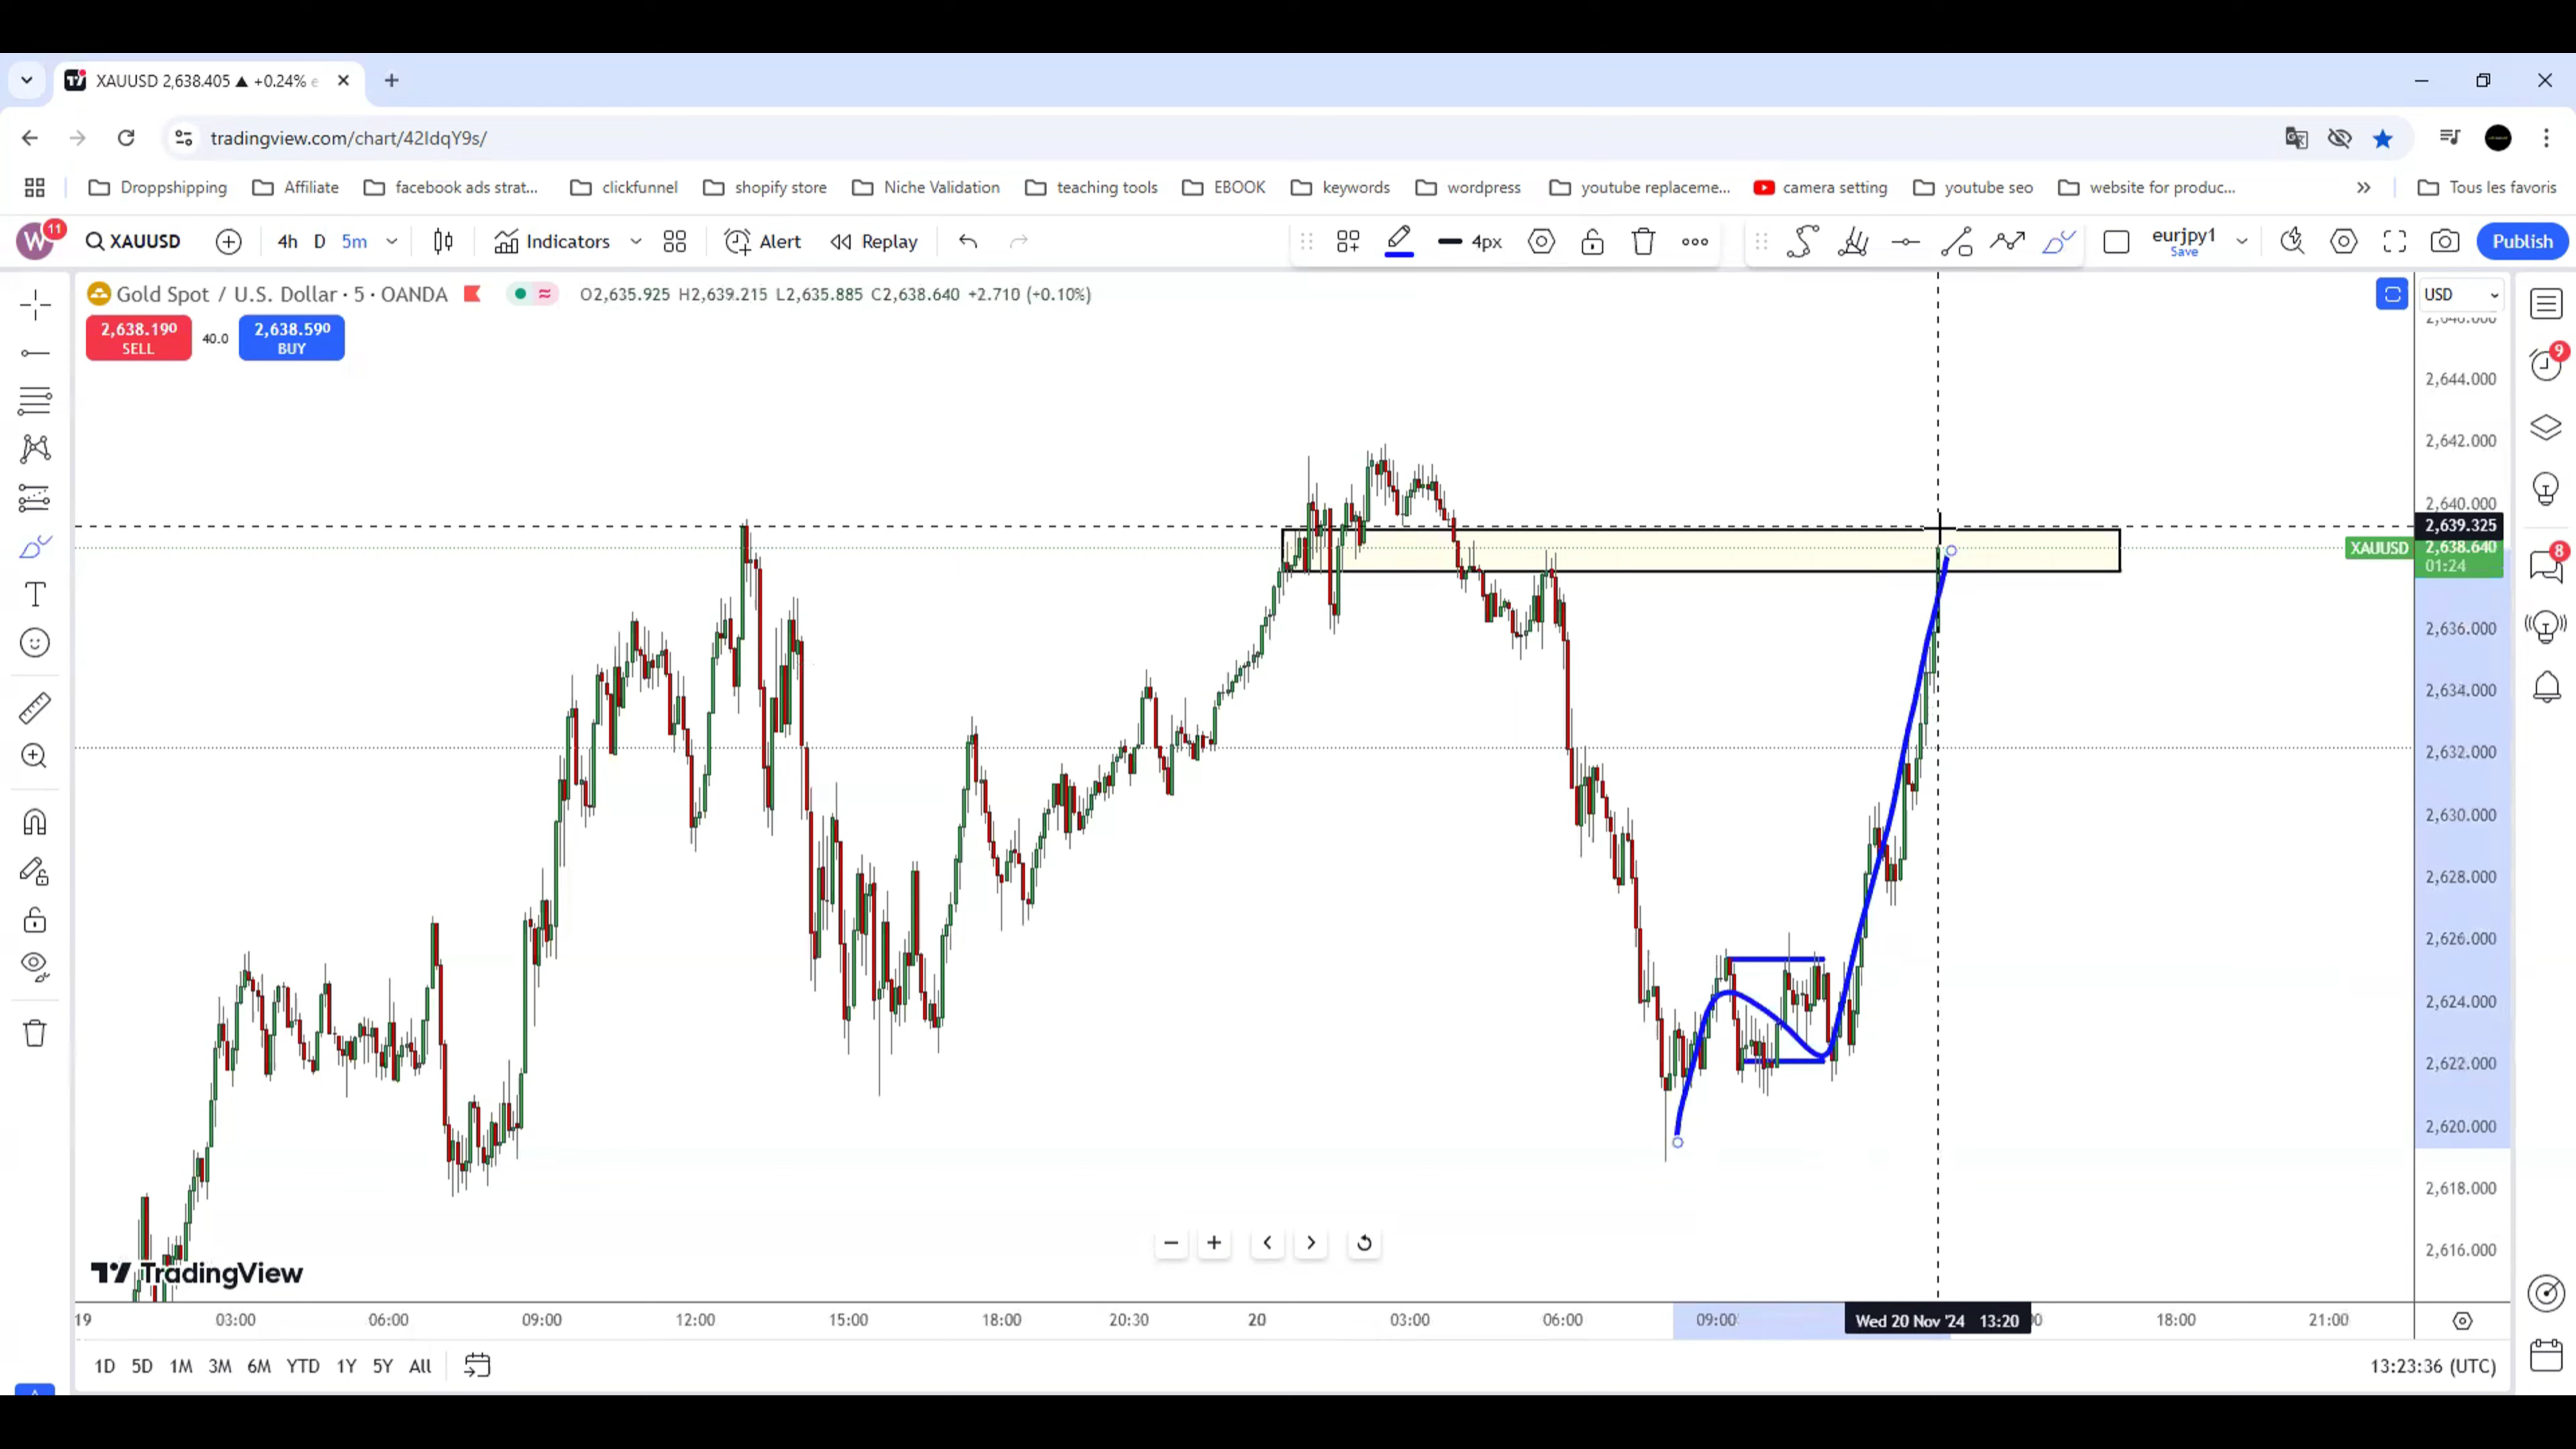 XAUUSD 2,638.405 ▲ +0.24%
tradingview.com/chart/42IdqY9s/
Droppshipping Affiliate facebook ads strat... clickfunnel shopify store Niche Validation teaching tools EBOOK keywords wordpress youtube replaceme... camera setting youtube seo website for produc... » Tous les favoris
W 11 XAUUSD 4h D 5m Indicators Alert Replay 4px eurjpy1 Publish
Save
Gold Spot / U.S. Dollar · 5 · OANDA O2,635.925 H2,639.215 L2,635.885 C2,638.640 +2.710 (+0.10%) USD
2,638.190 SELL 40.0 2,638.590 BUY
9
2,644.000
2,642.000
2,640.000
2,639.325
XAUUSD 2,638.640
01:24
8
2,636.000
2,634.000
2,632.000
2,630.000
2,628.000
2,626.000
2,624.000
2,622.000
2,620.000
2,618.000
2,616.000
TradingView
19 03:00 06:00 09:00 12:00 15:00 18:00 20:30 20 03:00 06:00 09:00 Wed 20 Nov '24 13:20 18:00 21:00
1D 5D 1M 3M 6M YTD 1Y 5Y All 13:23:36 (UTC)